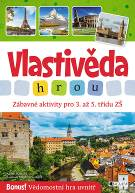 Vlastivěda
hrou
Zábavné aktivity pro 3. až 5. třídu ZŠ
Bonus! Vědomostní hra uvnitř